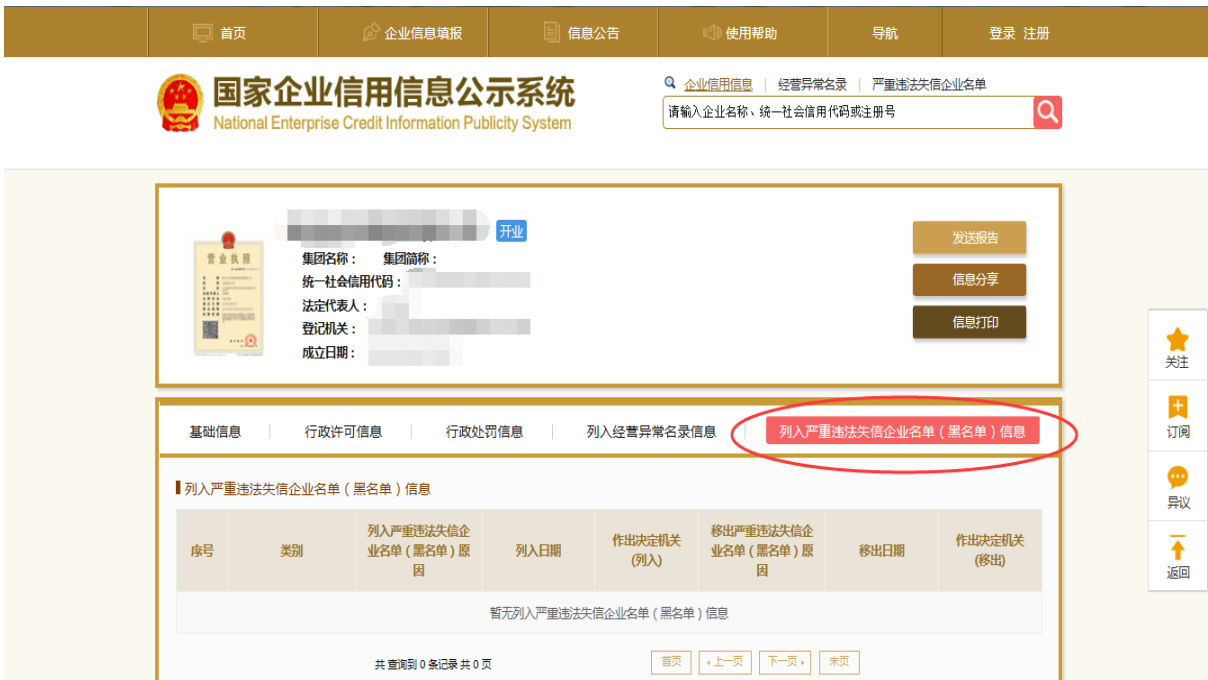 首页 企业信息填报 信息公告 使用帮助 导航 登录 注册
企业信用信息 经营异常名录 严重违法失信企业名单
国家企业信用信息公示系统
National Enterprise Credit Information Publicity System
请输入企业名称、统一社会信用代码或注册号
开业
营业执照
集团名称： 集团简称：
统一社会信用代码：
法定代表人：
登记机关：
成立日期：
发送报告
信息分享
信息打印
关注
订阅
异议
返回
基础信息 行政许可信息 行政处罚信息 列入经营异常名录信息 列入严重违法失信企业名单（黑名单）信息
列入严重违法失信企业名单（黑名单）信息
序号
类别
列入严重违法失信企
业名单（黑名单）原
因
列入日期
作出决定机关
(列入)
移出严重违法失信企
业名单（黑名单）原
因
移出日期
作出决定机关
(移出)
暂无列入严重违法失信企业名单（黑名单）信息
共 查询到 0 条记录 共 0 页
首页 上一页 下一页 末页